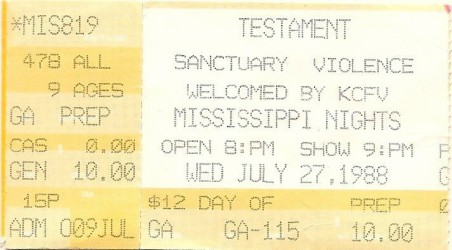 *MIS819
478 ALL
9 AGES
GA PREP
CAS 0.00
GEN 10.00
15P
ADM 009JUL
TESTAMENT
SANCTUARY VIOLENCE
WELCOMED BY KCFV
MISSISSIPPI NIGHTS
OPEN 8:PM SHOW 9:PM
WED JULY 27,1988
$12 DAY OF PREP
GA GA-115 10.00